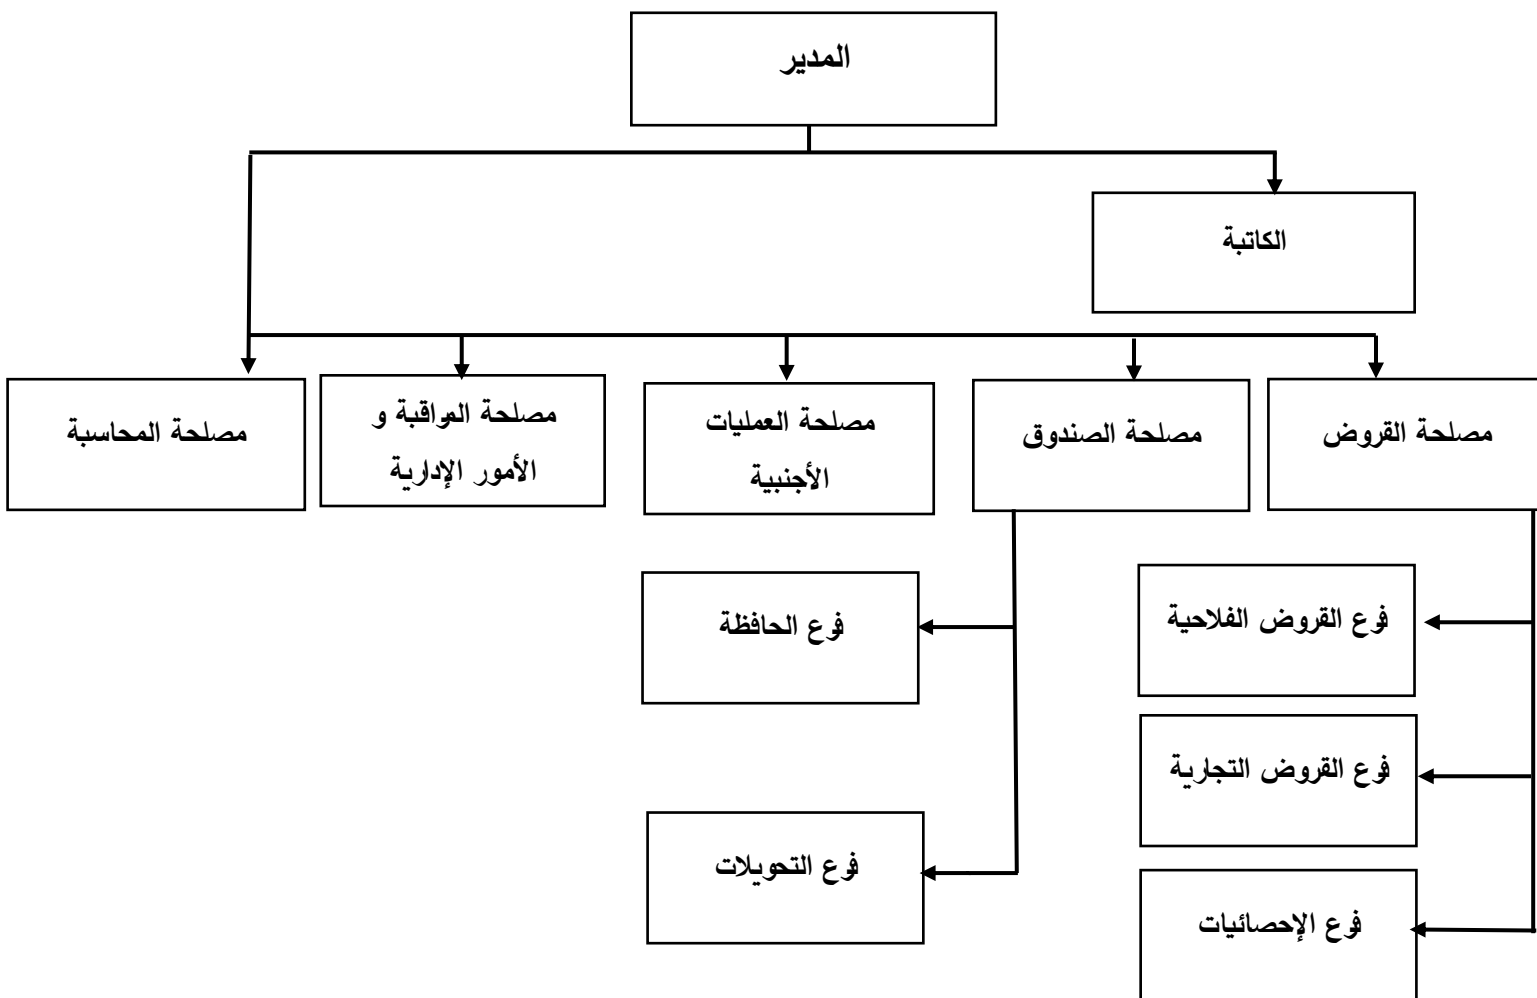 المدير
الكاتبة
مصلحة القروض
مصلحة الصندوق
مصلحة العمليات
الأجنبية
مصلحة المراقبة و
الأمور الإدارية
مصلحة المحاسبة
فرع القروض الفلاحية
فرع الحافظة
فرع القروض التجارية
فرع التحويلات
فرع الإحصائيات